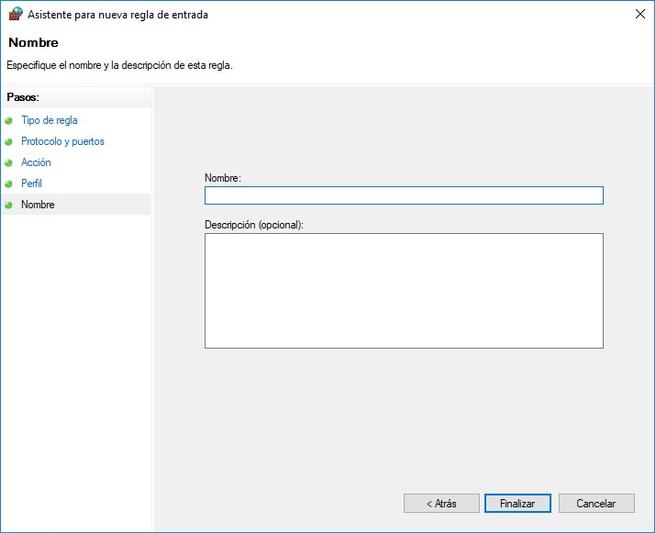 Asistente para nueva regla de entrada
Nombre
Especifique el nombre y la descripción de esta regla.
Pasos:
Tipo de regla
Protocolo y puertos
Acción
Perfil
Nombre
Nombre:
Descripción (opcional):
< Atrás
Finalizar
Cancelar